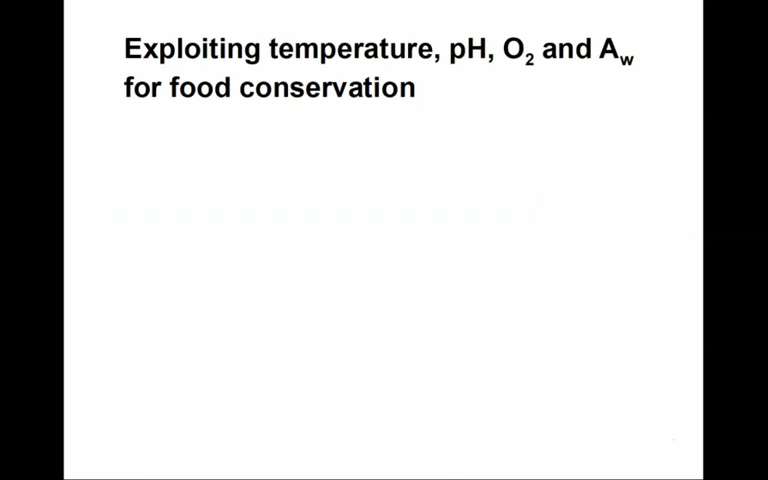 Exploiting temperature, pH, O₂ and Aw
for food conservation